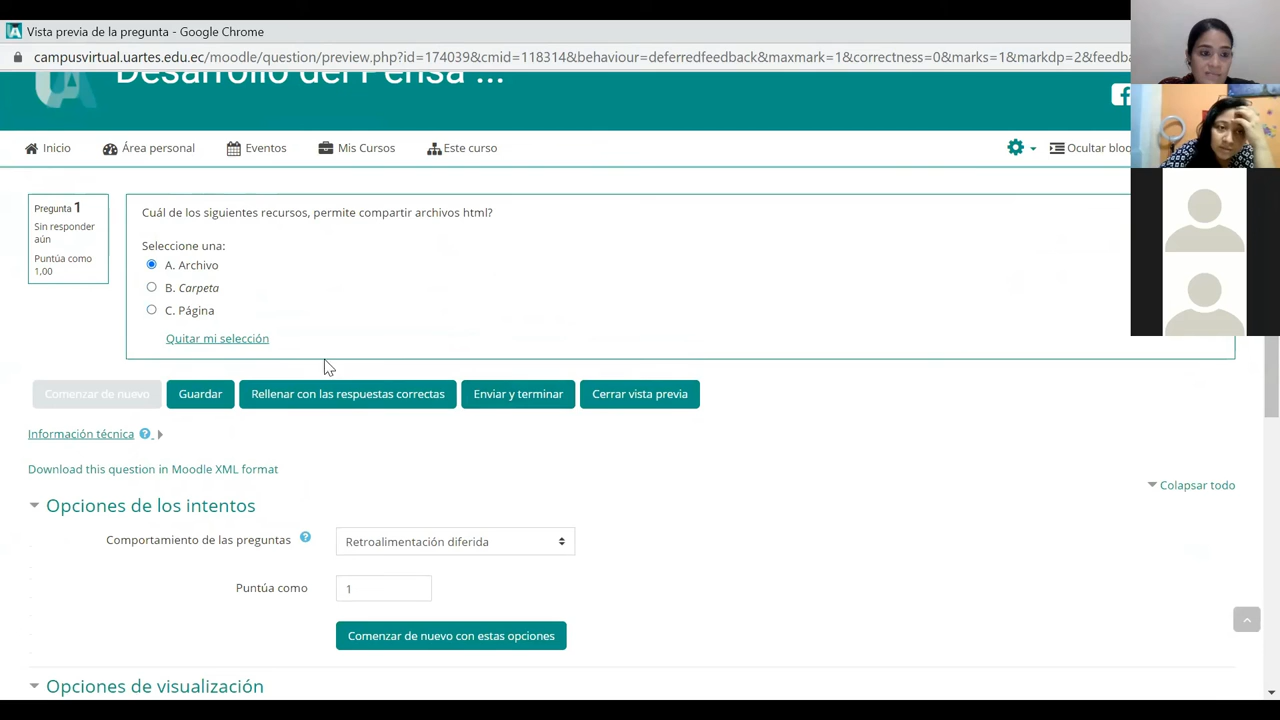 Vista previa de la pregunta - Google Chrome
campusvirtual.uartes.edu.ec/moodle/question/preview.php?id=174039&cmid=118314&behaviour=deferredfeedback&maxmark=1&correctness=0&marks=1&markdp=2&feedba
Desarrollo del Pensa ...
Inicio
Área personal
Eventos
Mis Cursos
Este curso
Ocultar bloq
Pregunta 1
Sin responder
aún
Puntúa como
1,00
Cuál de los siguientes recursos, permite compartir archivos html?
Seleccione una:
A. Archivo
B. Carpeta
C. Página
Quitar mi selección
Comenzar de nuevo
Guardar
Rellenar con las respuestas correctas
Enviar y terminar
Cerrar vista previa
Información técnica
Download this question in Moodle XML format
Colapsar todo
Opciones de los intentos
Comportamiento de las preguntas
Retroalimentación diferida
Puntúa como
1
Comenzar de nuevo con estas opciones
Opciones de visualización